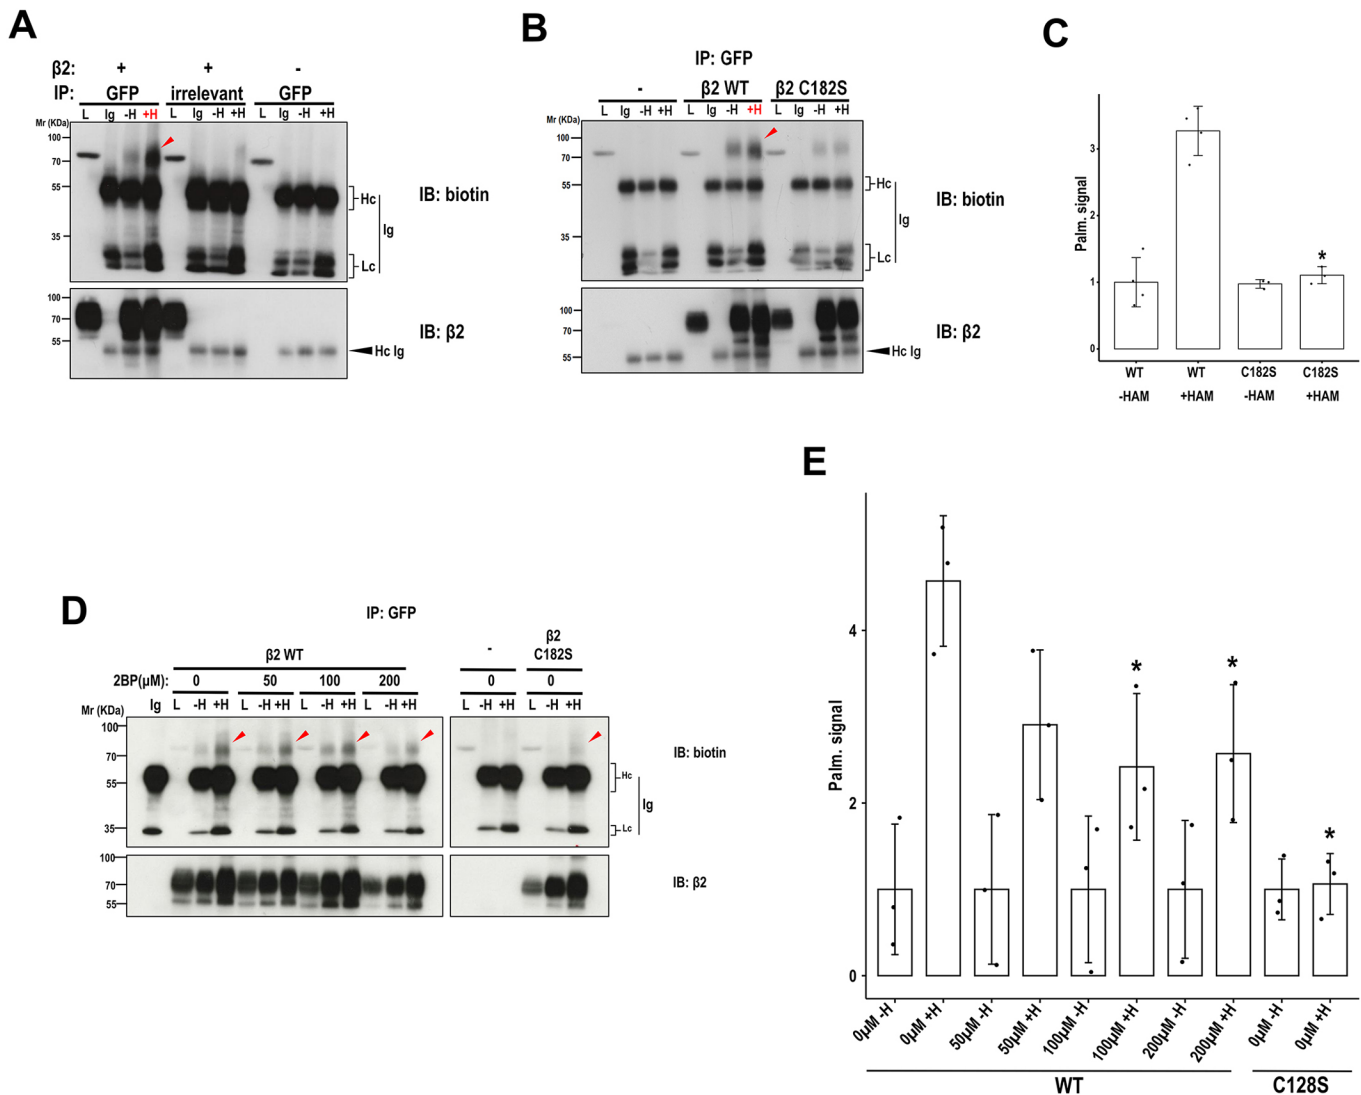 A
β2: + + -
IP: GFP irrelevant GFP
L Ig -H +H L Ig -H +H L Ig -H +H
Mr (KDa)
100
70
55
35
Hc
Ig
Lc
IB: biotin
100
70
55
Hc Ig
IB: β2
B
IP: GFP
- β2 WT β2 C182S
L Ig -H +H L Ig -H +H L Ig -H +H
Mr (KDa)
100
70
55
35
Hc
Ig
Lc
IB: biotin
100
70
55
Hc Ig
IB: β2
C
Palm. signal
3
2
1
0
WT WT C182S C182S
-HAM +HAM -HAM +HAM
*
D
IP: GFP
β2 WT - β2
C182S
2BP(μM): 0 50 100 200 0 0
Ig L -H +H L -H +H L -H +H L -H +H L -H +H L -H +H
Mr (KDa)
100
70
55
35
Hc
Ig
Lc
IB: biotin
100
70
55
IB: β2
E
Palm. signal
4
2
0
* * *
0μM -H 0μM +H 50μM -H 50μM +H 100μM -H 100μM +H 200μM -H 200μM +H 0μM -H 0μM +H
WT C128S